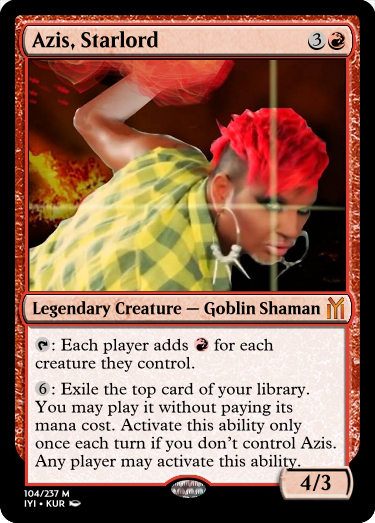 Azis, Starlord 3
Legendary Creature — Goblin Shaman
: Each player adds for each
creature they control.
6: Exile the top card of your library.
You may play it without paying its
mana cost. Activate this ability only
once each turn if you don't control Azis.
Any player may activate this ability.
4/3
104/237 M
IYI • KUR